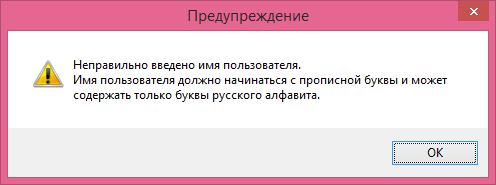 Предупреждение
Неправильно введено имя пользователя.
Имя пользователя должно начинаться с прописной буквы и может
содержать только буквы русского алфавита.
OK